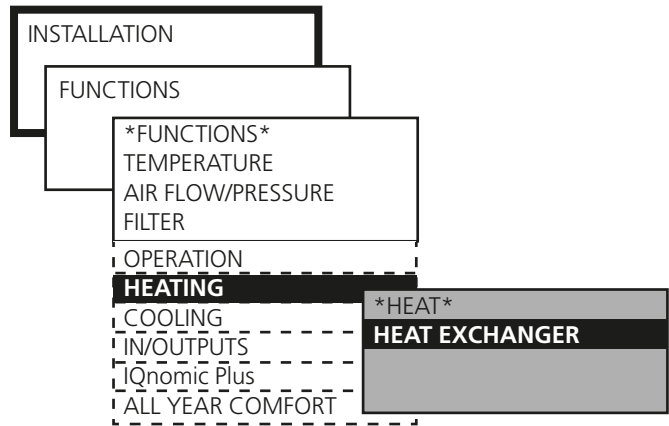 INSTALLATION
FUNCTIONS
*FUNCTIONS*
TEMPERATURE
AIR FLOW/PRESSURE
FILTER
OPERATION
HEATING
COOLING
IN/OUTPUTS
IQnomic Plus
ALL YEAR COMFORT
*HEAT*
HEAT EXCHANGER